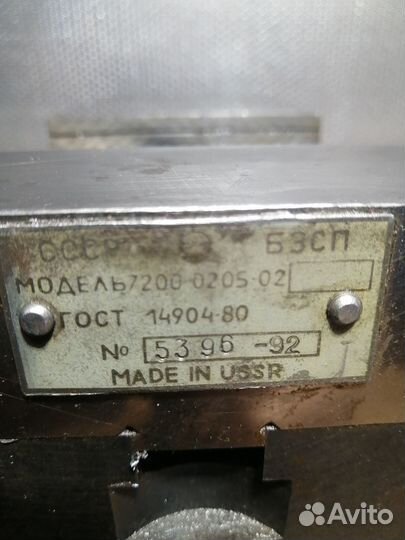 СССР БЗСП
МОДЕЛЬ 7200-0205-02
ГОСТ 14904-80
№ 5396 -92
MADE IN USSR
Avito